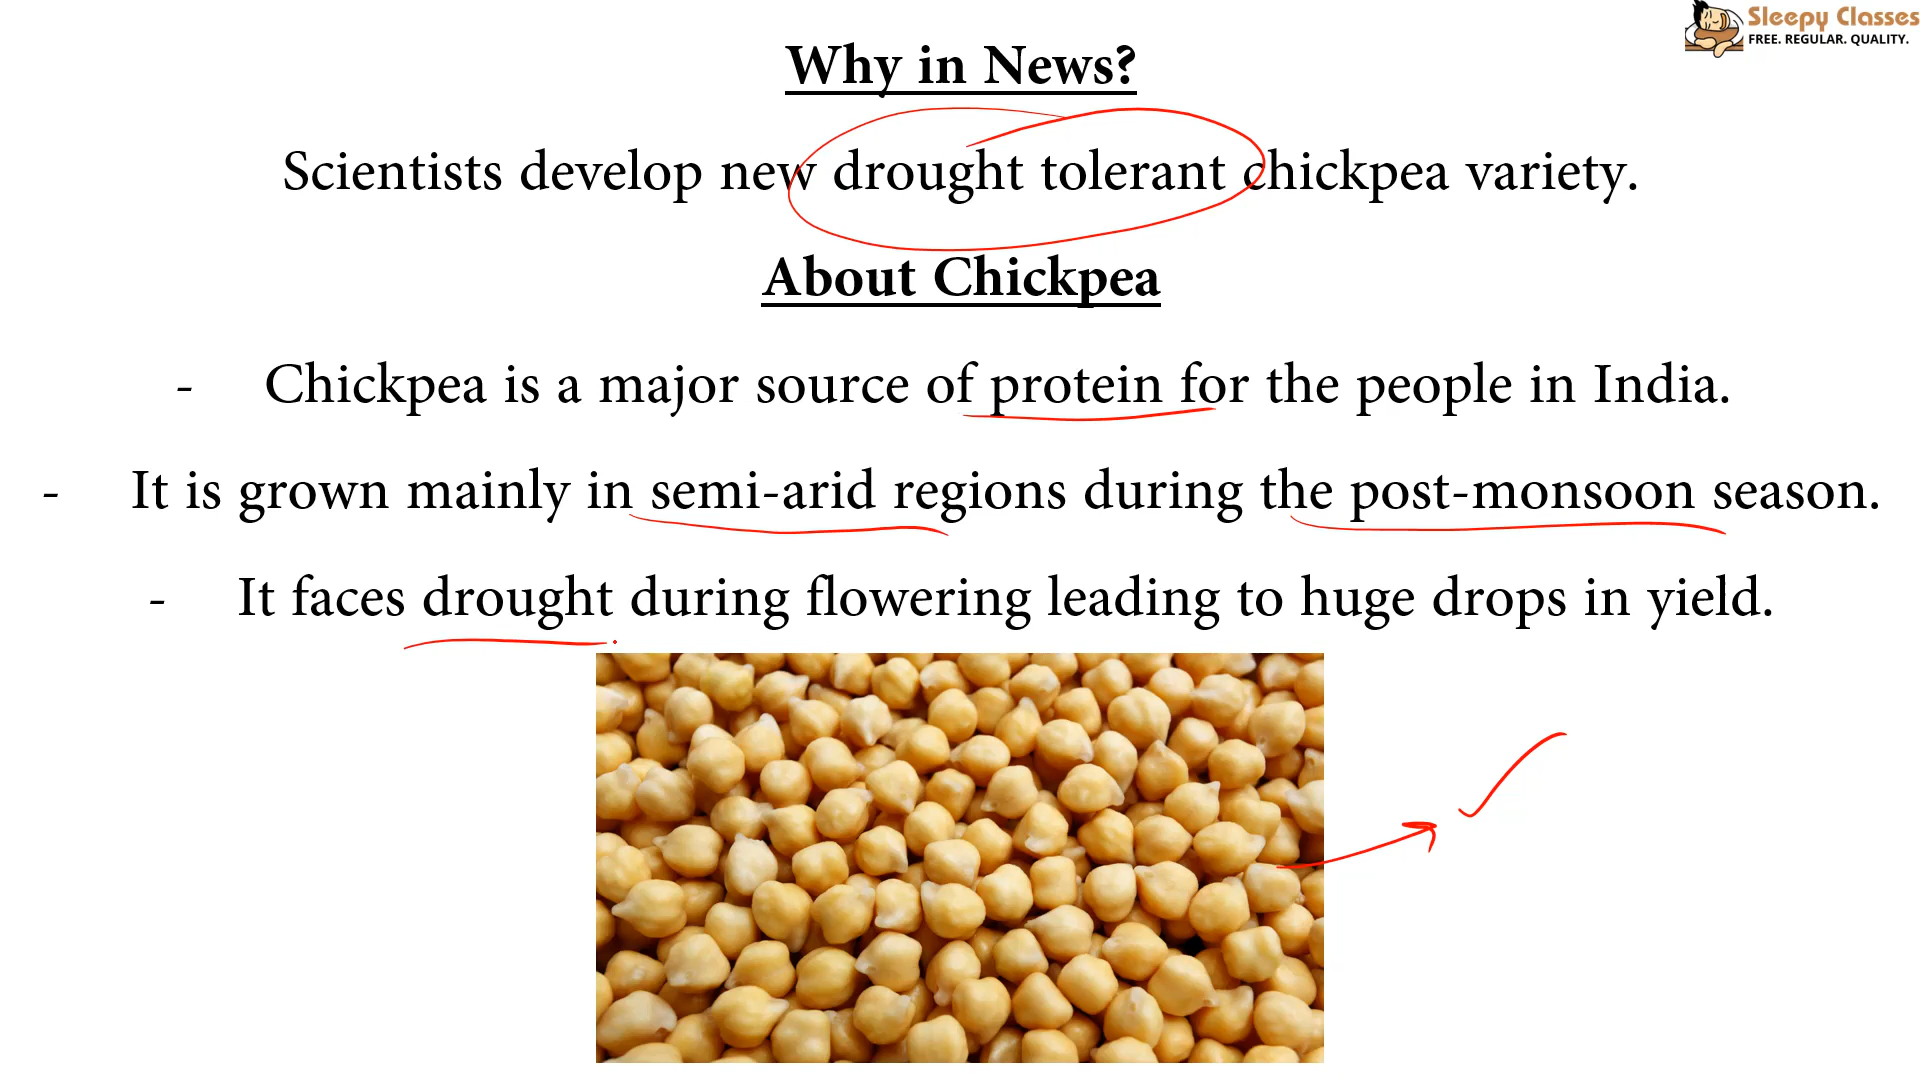 Sleepy Classes
FREE. REGULAR. QUALITY.
Why in News?
Scientists develop new drought tolerant chickpea variety.
About Chickpea
- Chickpea is a major source of protein for the people in India.
- It is grown mainly in semi-arid regions during the post-monsoon season.
- It faces drought during flowering leading to huge drops in yield.